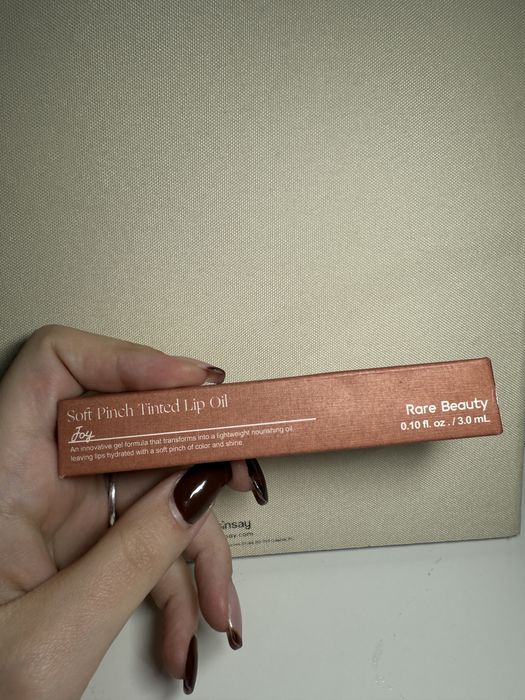 Soft Pinch Tinted Lip Oil
Joy
An innovative gel formula that transforms into a lightweight nourishing oil,
leaving lips hydrated with a soft pinch of color and shine.
Rare Beauty
0.10 fl. oz. / 3.0 mL